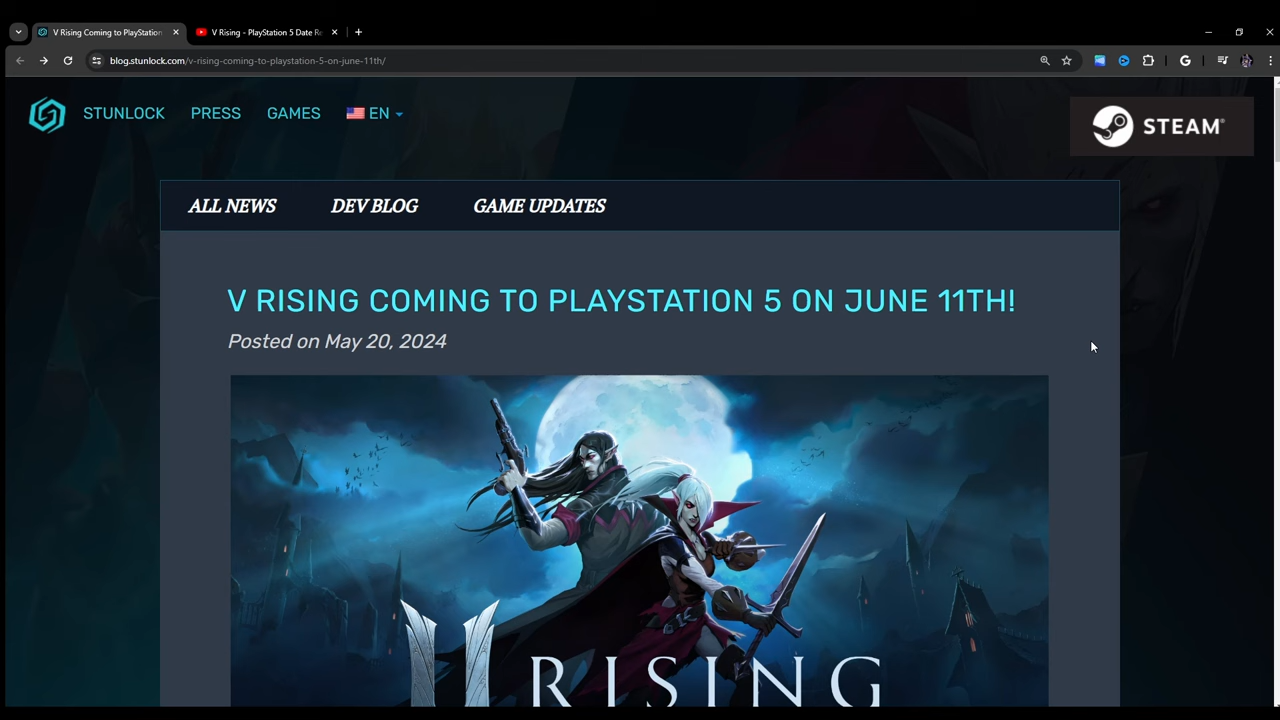 V Rising Coming to PlayStation
V Rising - PlayStation 5 Date Re
blog.stunlock.com/v-rising-coming-to-playstation-5-on-june-11th/
STUNLOCK PRESS GAMES EN
STEAM
ALL NEWS DEV BLOG GAME UPDATES
V RISING COMING TO PLAYSTATION 5 ON JUNE 11TH!
Posted on May 20, 2024
V RISING